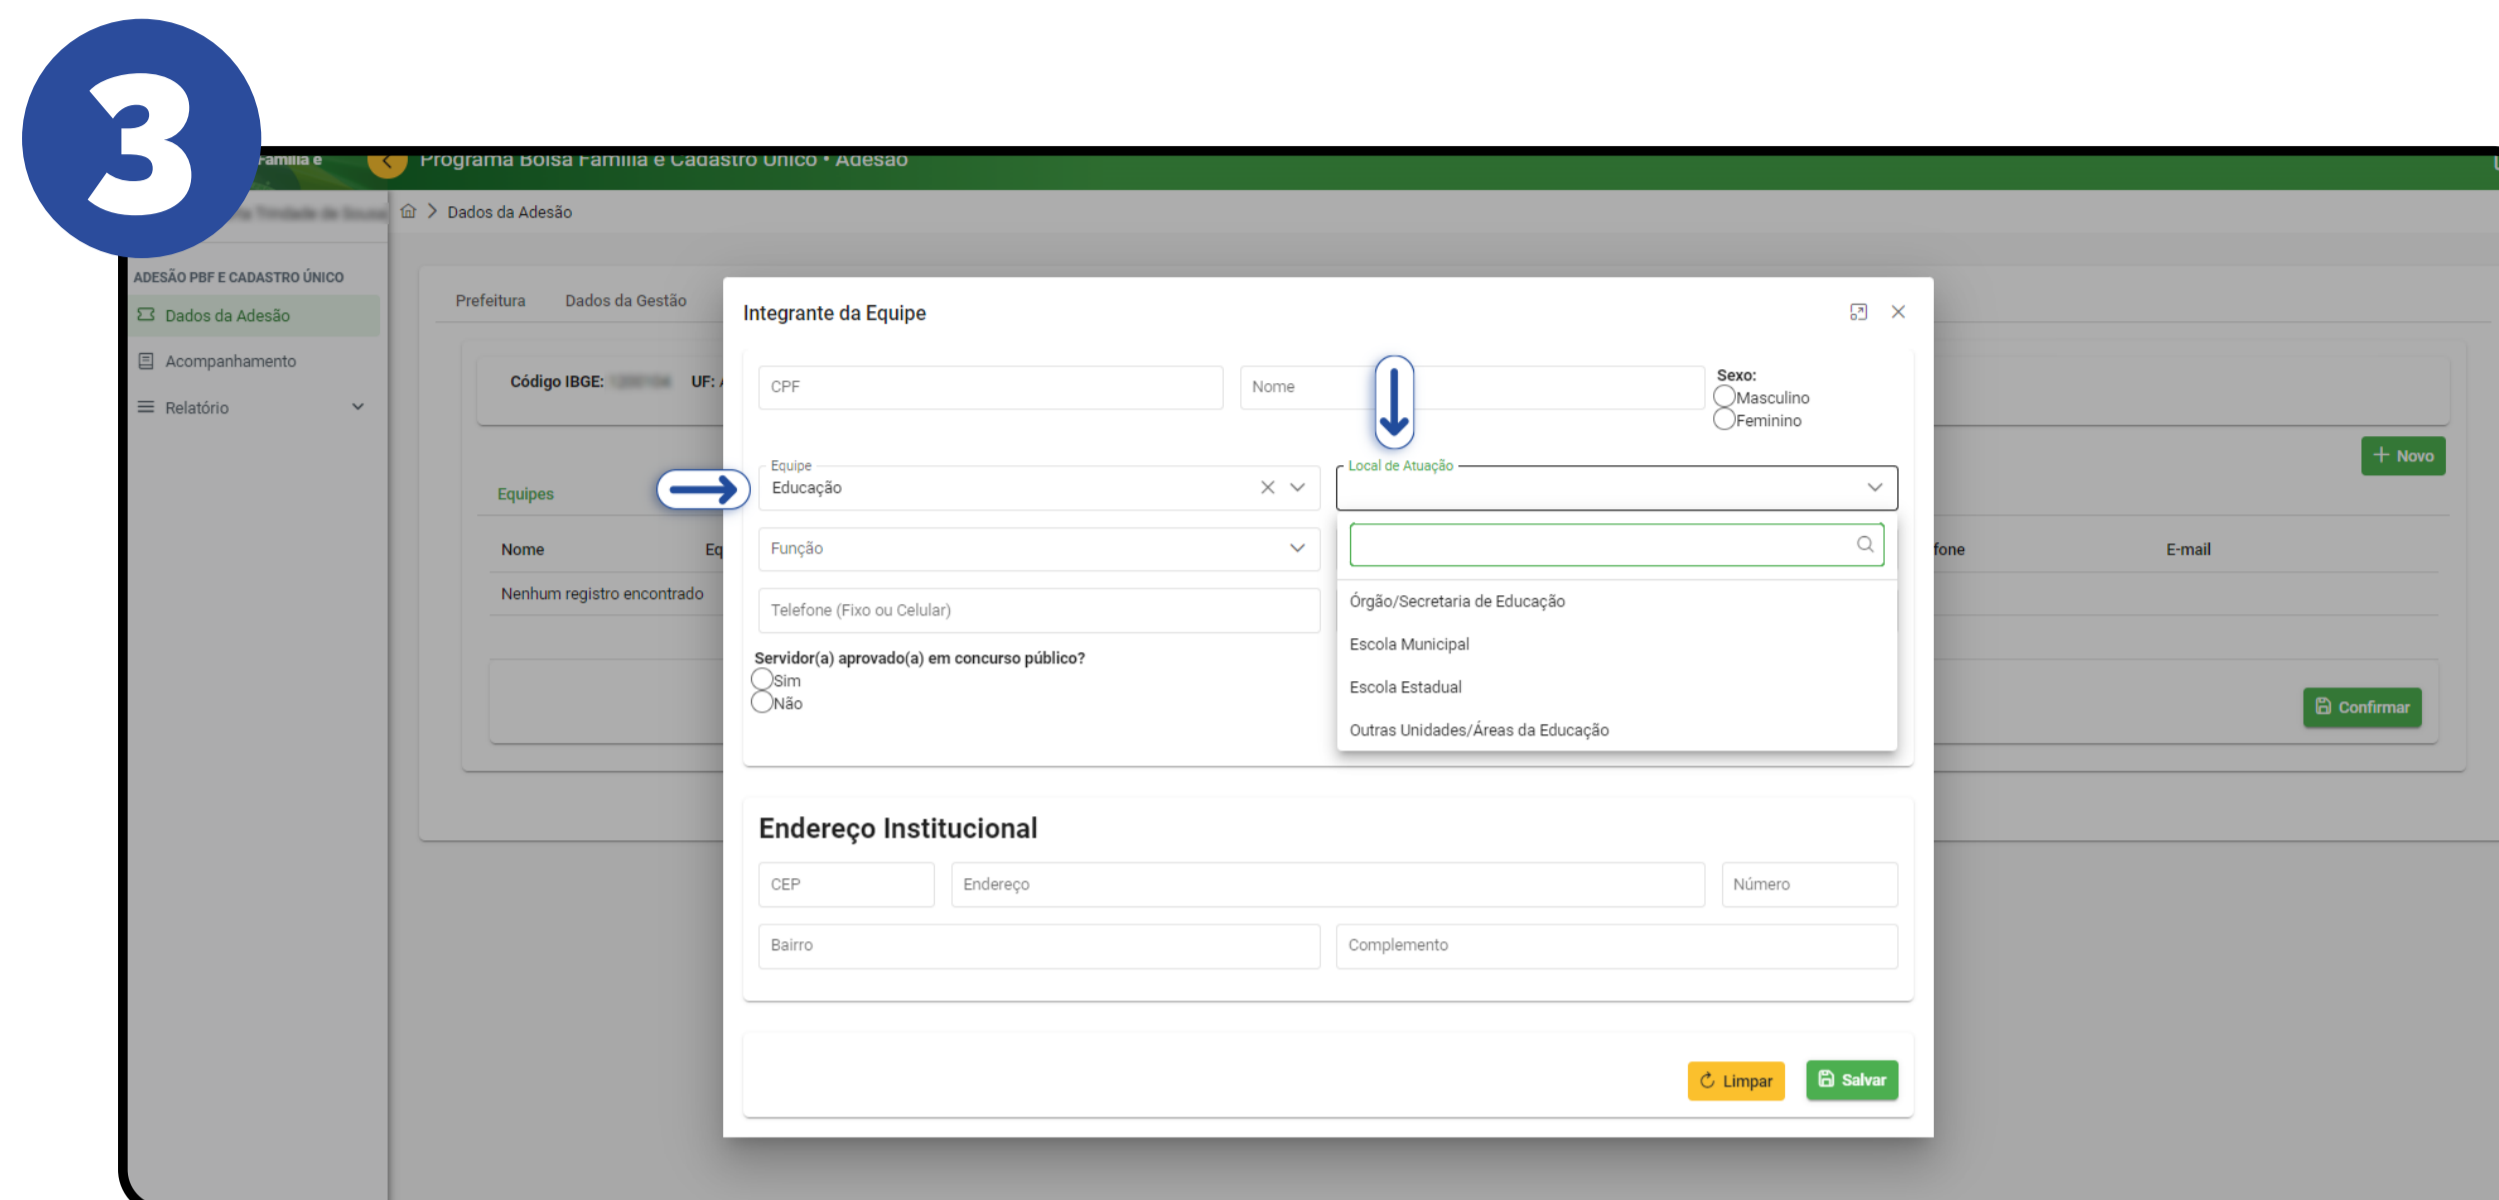 3
Família e
Programa Bolsa Família e Cadastro Único • Adesão
Dados da Adesão
ADESÃO PBF E CADASTRO ÚNICO
Dados da Adesão
Acompanhamento
Relatório
Prefeitura Dados da Gestão
Código IBGE: UF:
+ Novo
Equipes
Nome Eq fone E-mail
Nenhum registro encontrado
Confirmar
Integrante da Equipe
CPF Nome Sexo:
Masculino
Feminino
Equipe Local de Atuação
Educação
Função
Telefone (Fixo ou Celular)
Servidor(a) aprovado(a) em concurso público?
Sim
Não
Órgão/Secretaria de Educação
Escola Municipal
Escola Estadual
Outras Unidades/Áreas da Educação
Endereço Institucional
CEP Endereço Número
Bairro Complemento
Limpar Salvar